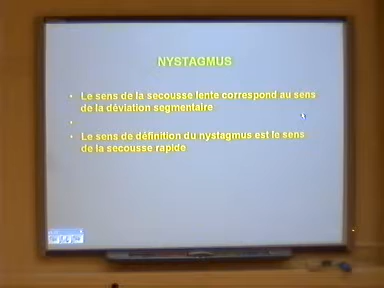 NYSTAGMUS
• Le sens de la secousse lente correspond au sens
de la déviation segmentaire
•
• Le sens de définition du nystagmus est le sens
de la secousse rapide